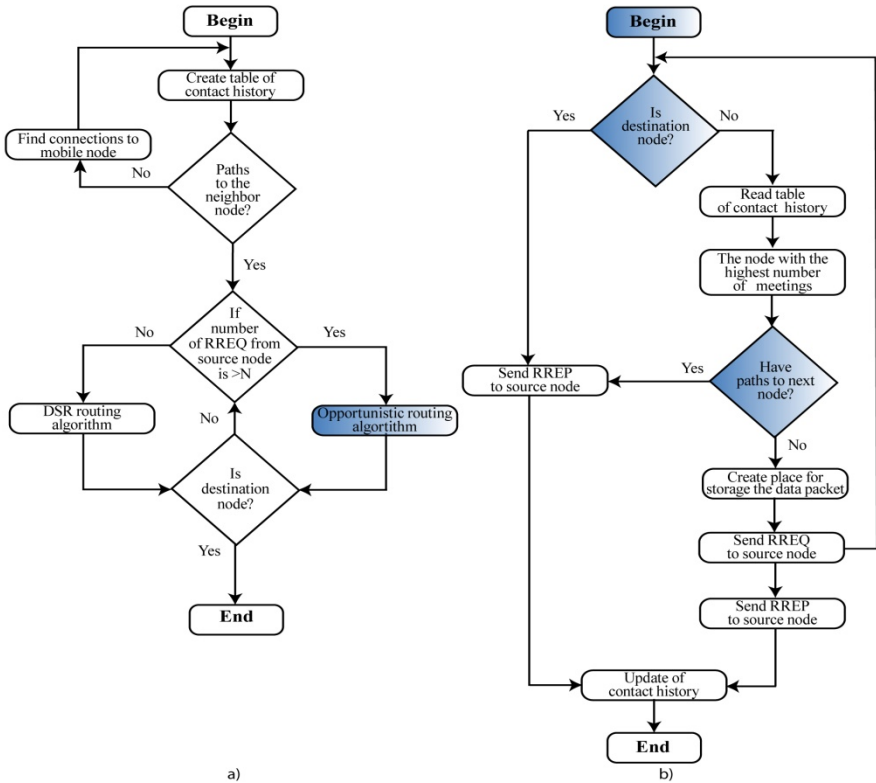 Begin
Create table of
contact history
Find connections to
mobile node
No
Paths
to the
neighbor
node?
Yes
If
number
of RREQ from
source node
is >N
No
Yes
DSR routing
algorithm
No
Opportunistic routing
algortithm
Is
destination
node?
Yes
End
a)
Begin
Is
destination
node?
Yes
No
Read table
of contact history
The node with the
highest number
of meetings
Have
paths to next
node?
Yes
Send RREP
to source node
No
Create place for
storage the data packet
Send RREQ
to source node
Send RREP
to source node
Update of
contact history
End
b)